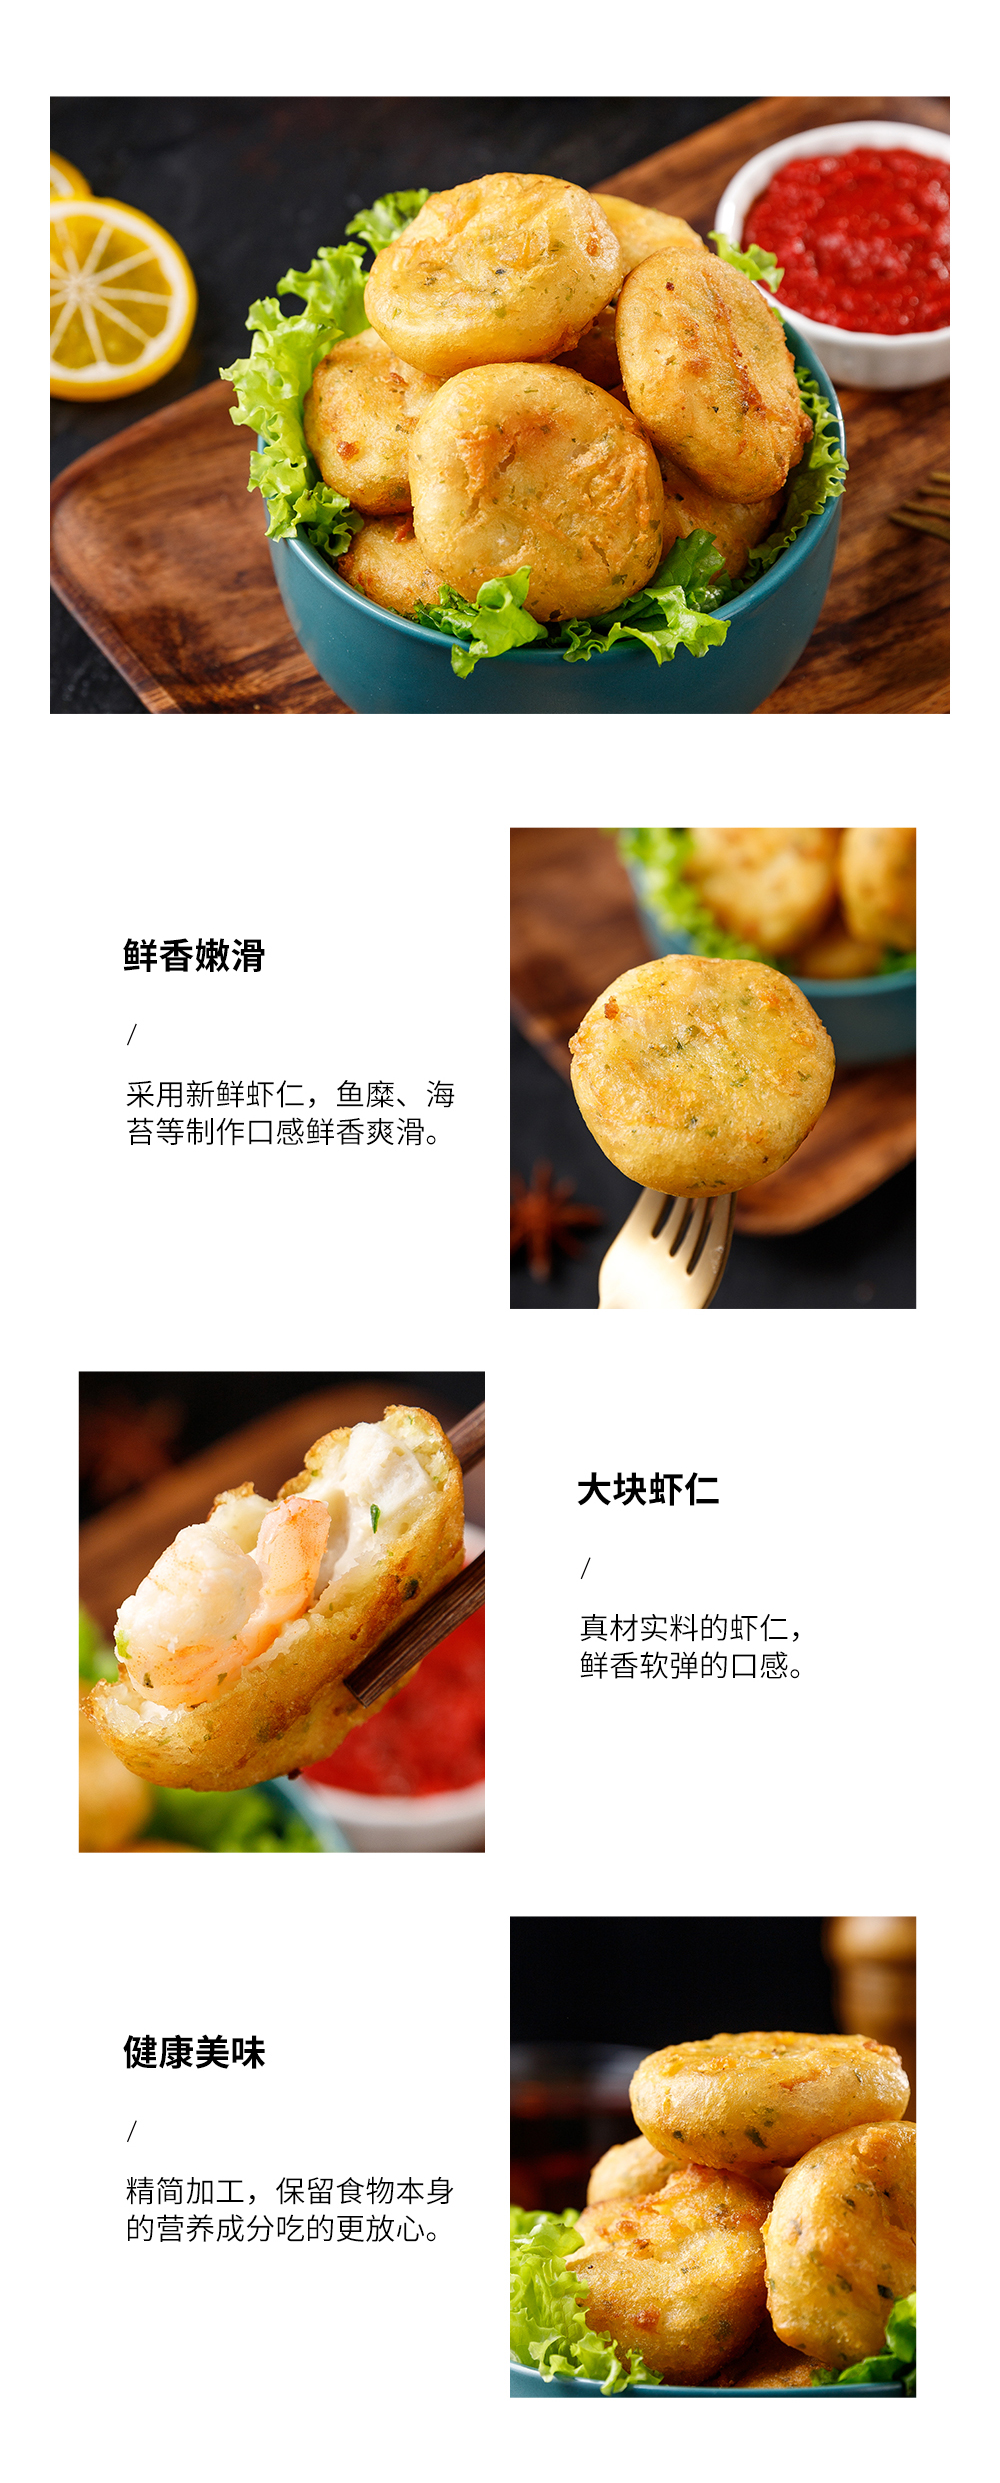 鲜香嫩滑
/
采用新鲜虾仁，鱼糜、海
苔等制作口感鲜香爽滑。
大块虾仁
/
真材实料的虾仁，
鲜香软弹的口感。
健康美味
/
精简加工，保留食物本身
的营养成分吃的更放心。